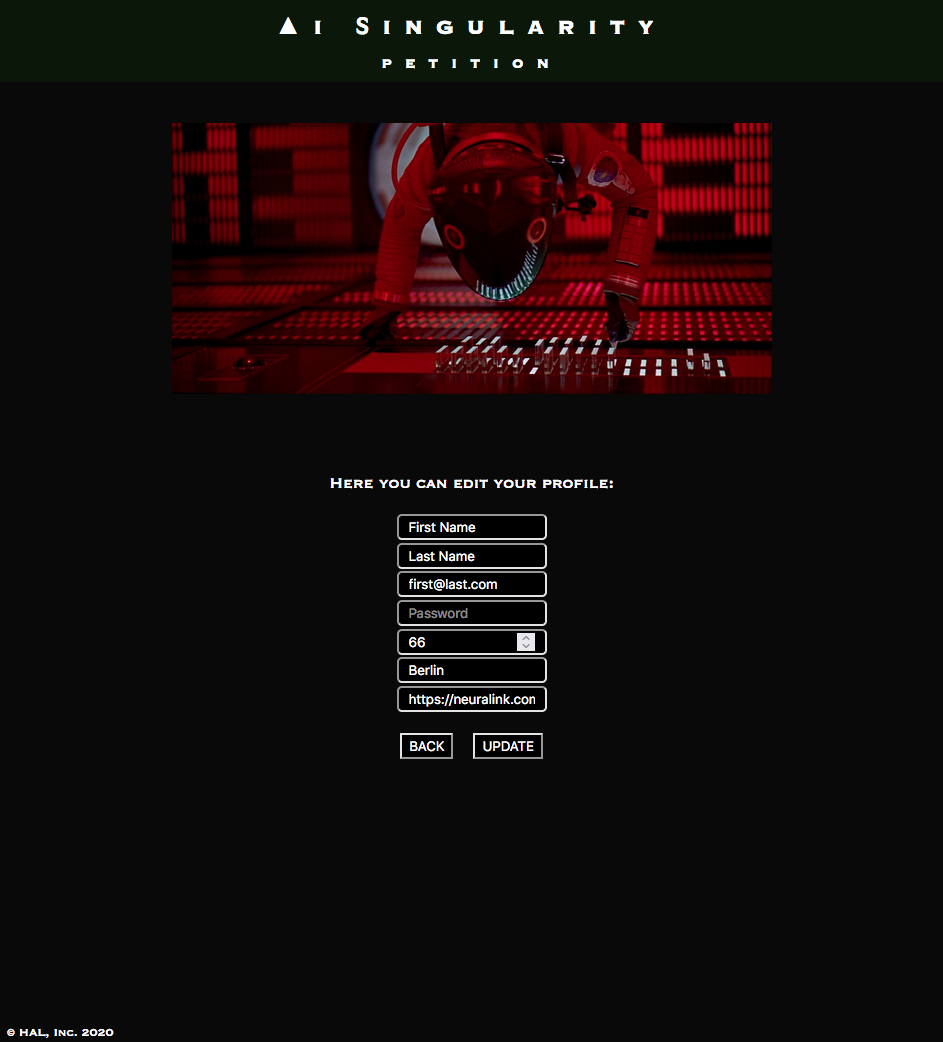 ▲I SINGULARITY
PETITION
HERE YOU CAN EDIT YOUR PROFILE:
First Name
Last Name
first@last.com
Password
66
Berlin
https://neuralink.com
BACK UPDATE
© HAL, INC. 2020